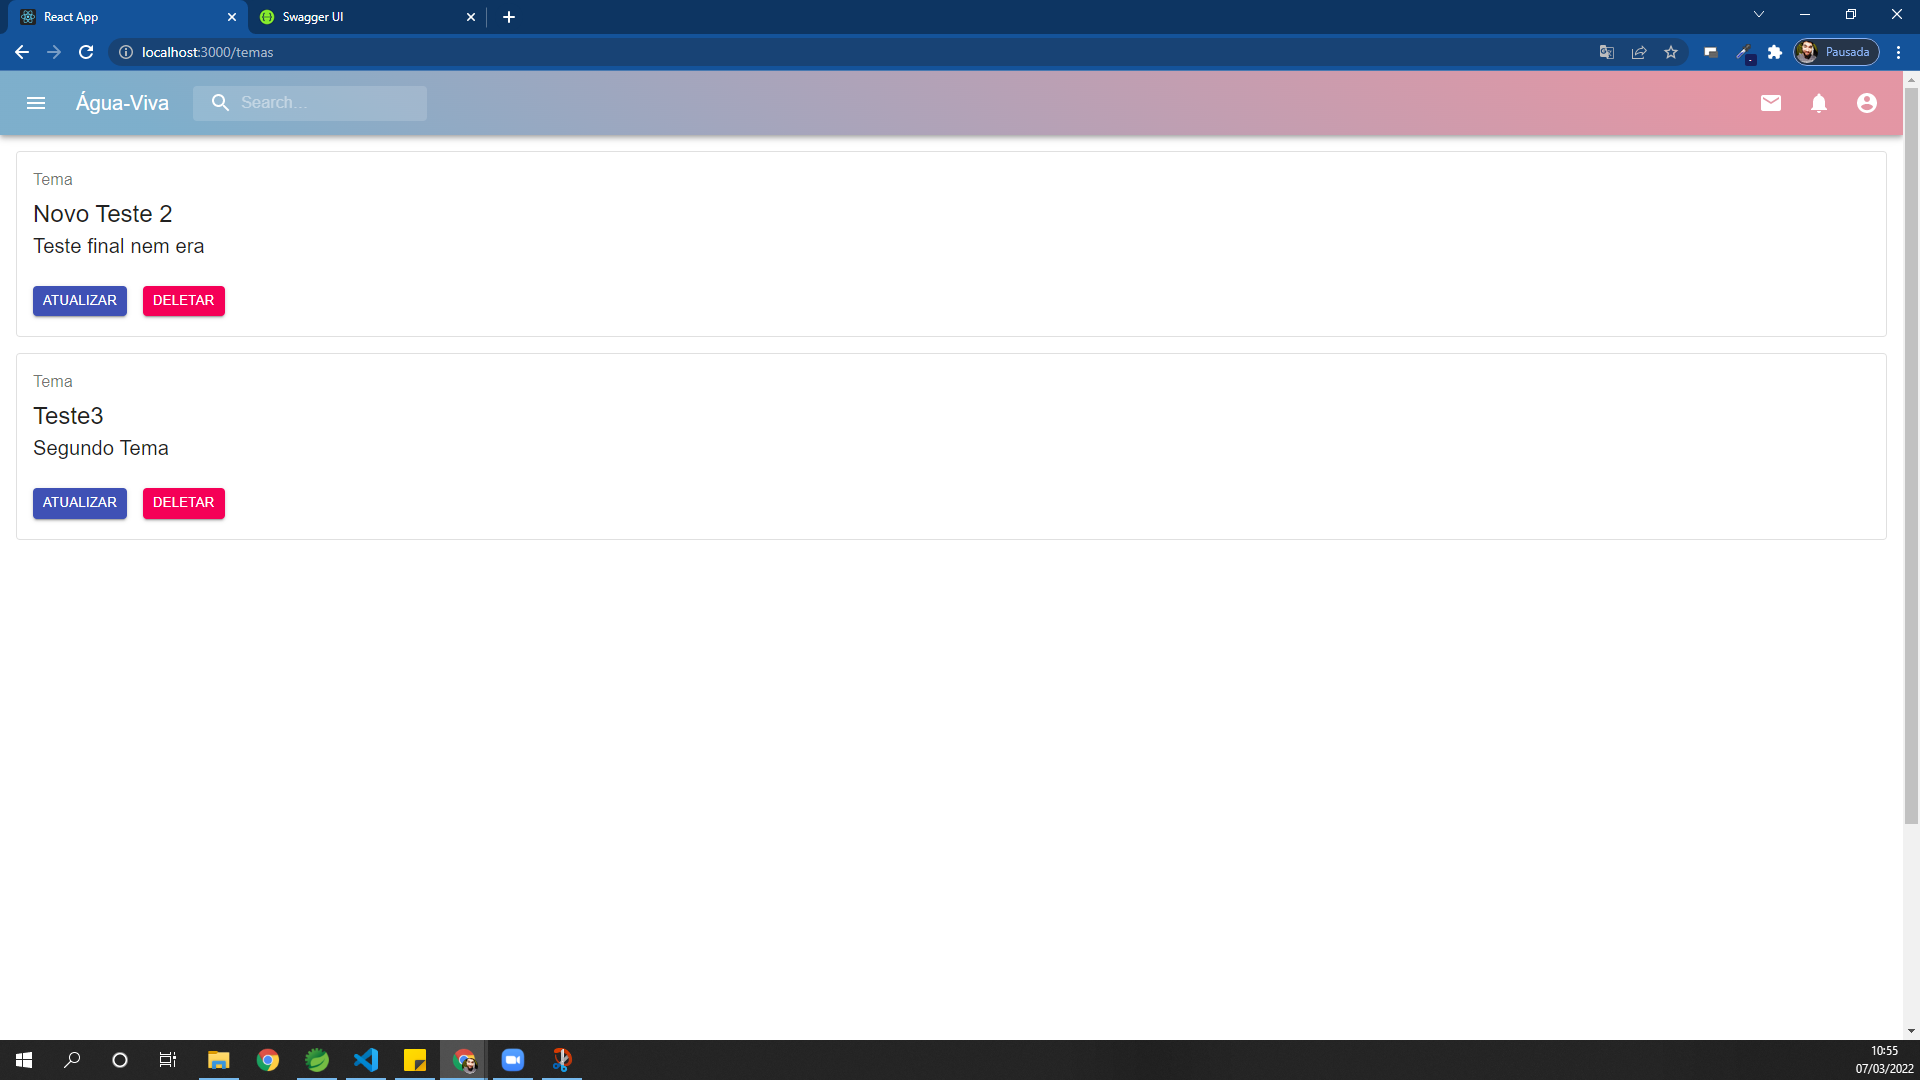 React App
Swagger UI
localhost:3000/temas
Pausada
Água-Viva
Search...
Tema
Novo Teste 2
Teste final nem era
ATUALIZAR DELETAR
Tema
Teste3
Segundo Tema
ATUALIZAR DELETAR
10:55
07/03/2022